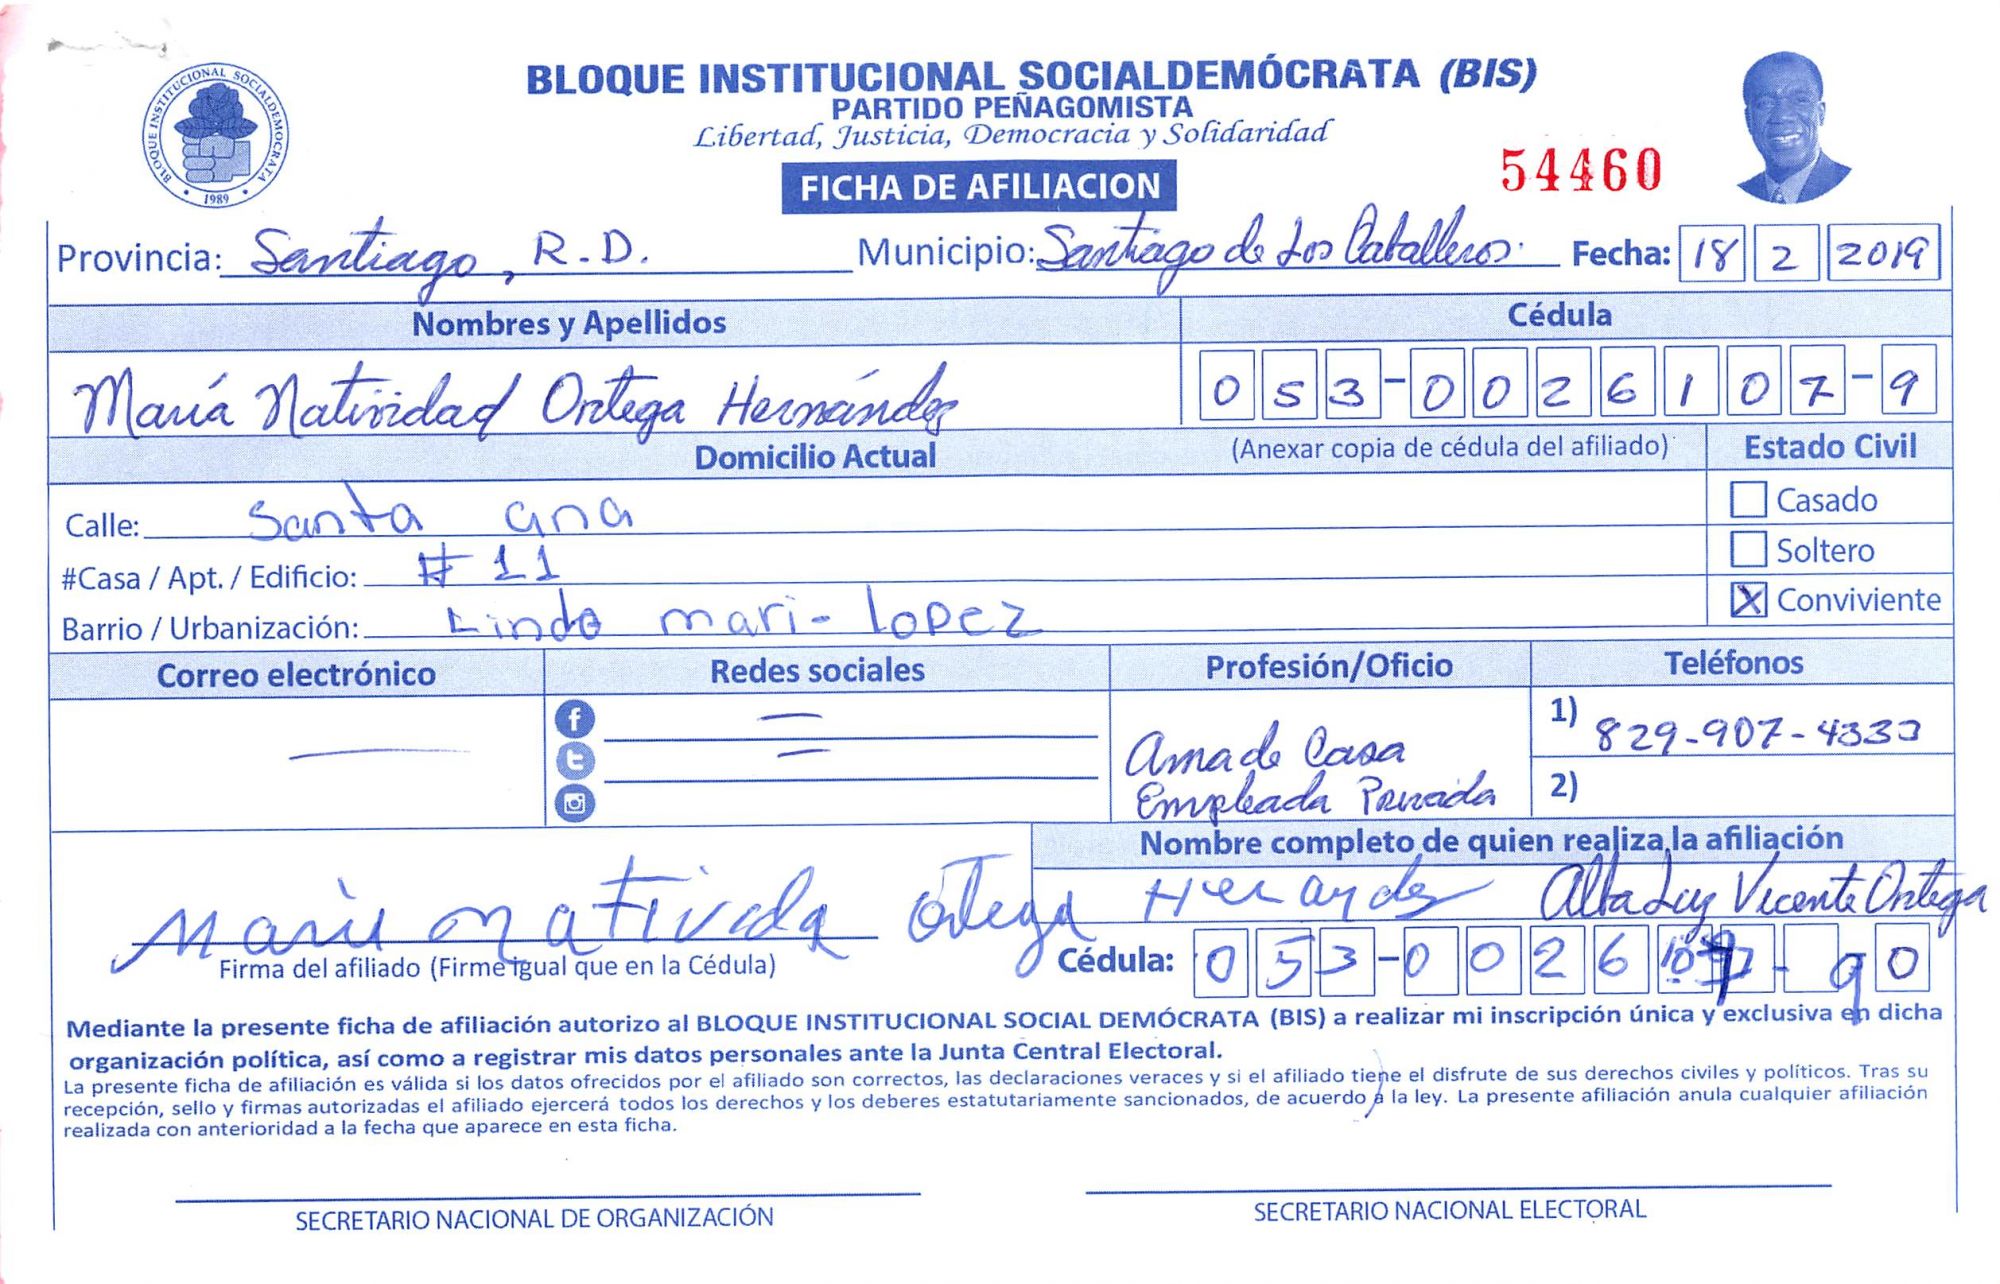 BLOQUE INSTITUCIONAL SOCIALDEMÓCRATA (BIS)
PARTIDO PEÑAGOMISTA
Libertad, Justicia, Democracia y Solidaridad
BLOQUE INSTITUCIONAL SOCIALDEMOCRATA
1989
FICHA DE AFILIACION
54460
Provincia: Santiago, R.D. Municipio: Santiago de Los Caballeros. Fecha: 18 2 2019
Nombres y Apellidos Cédula
María Natividad Ortega Hernández 053-0026107-9
Domicilio Actual (Anexar copia de cédula del afiliado) Estado Civil
Calle: Santa ana Casado
#Casa / Apt. / Edificio: # 11 Soltero
Barrio / Urbanización: Linda mari-lopez X Conviviente
Correo electrónico Redes sociales Profesión/Oficio Teléfonos
1) 829-907-4333
Ama de Casa
Empleada Privada 2)
Nombre completo de quien realiza la afiliación
Ortega Alba Luz Vicente Ortega
Firma del afiliado (Firme igual que en la Cédula) Cédula: 053-0026
Mediante la presente ficha de afiliación autorizo al BLOQUE INSTITUCIONAL SOCIAL DEMÓCRATA (BIS) a realizar mi inscripción única y exclusiva en dicha
organización política, así como a registrar mis datos personales ante la Junta Central Electoral.
La presente ficha de afiliación es válida si los datos ofrecidos por el afiliado son correctos, las declaraciones veraces y si el afiliado tiene el disfrute de sus derechos civiles y políticos. Tras su
recepción, sello y firmas autorizadas el afiliado ejercerá todos los derechos y los deberes estatutariamente sancionados, de acuerdo a la ley. La presente afiliación anula cualquier afiliación
realizada con anterioridad a la fecha que aparece en esta ficha.
SECRETARIO NACIONAL DE ORGANIZACIÓN SECRETARIO NACIONAL ELECTORAL